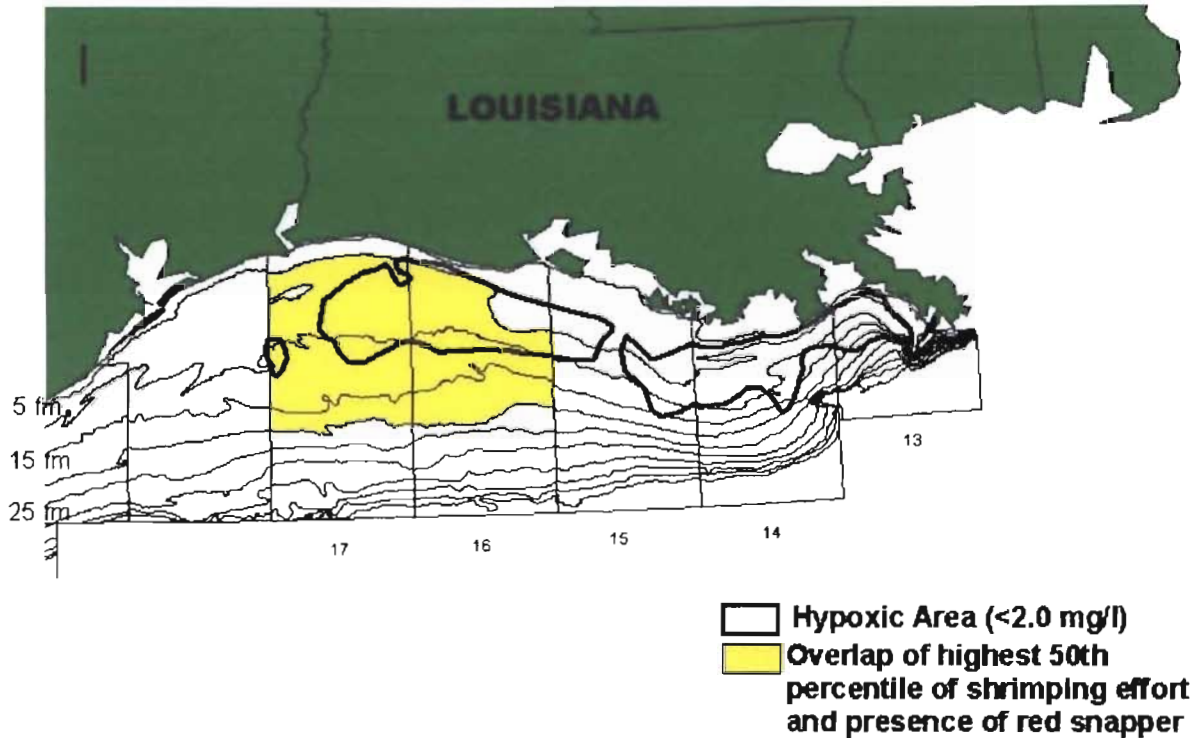 LOUISIANA
5 fm
15 fm
25 fm
13
14
15
16
17
Hypoxic Area (<2.0 mg/l)
Overlap of highest 50th
percentile of shrimping effort
and presence of red snapper